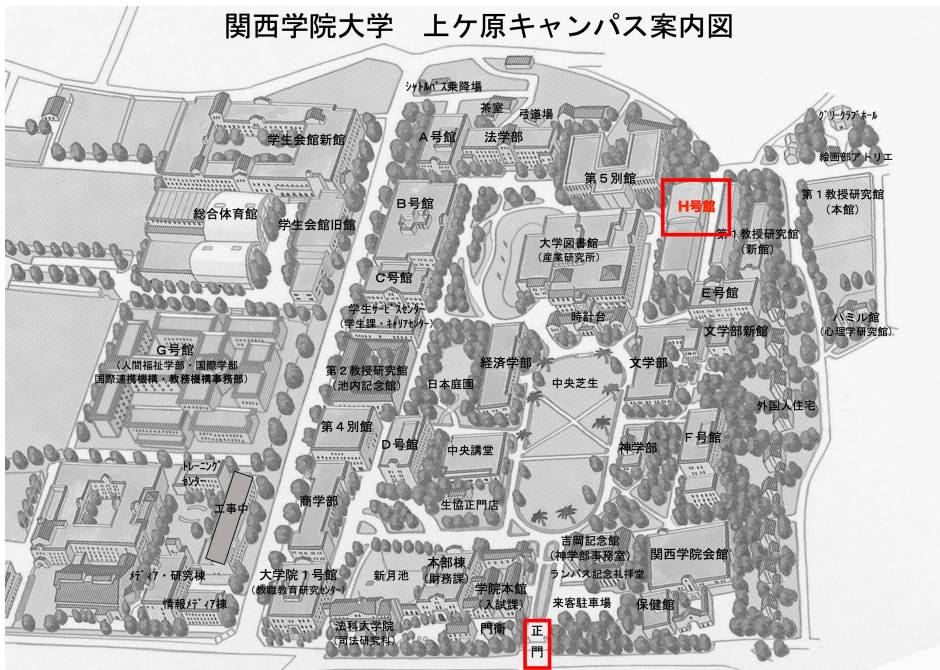 関西学院大学 上ケ原キャンパス案内図
シャトルバス乗降場
茶室
弓道場
グリークラブホール
学生会館新館
A号館
法学部
絵画部アトリエ
第5別館
第1教授研究館
(本館)
B号館
H号館
総合体育館
学生会館旧館
大学図書館
(産業研究所)
第1教授研究館
(新館)
C号館
E号館
学生サービスセンター
(学生課・キャリアセンター)
時計台
ハミル館
(心理学研究館)
文学部新館
G号館
(人間福祉学部・国際学部
国際連携機構・教務機構事務部)
第2教授研究館
(池内記念館)
経済学部
日本庭園
中央芝生
文学部
外国人住宅
第4別館
D号館
中央講堂
神学部
F号館
トレーニング
センター
工事中
商学部
生協正門店
吉岡記念館
(神学部事務室)
関西学院会館
メディア・研究棟
大学院1号館
(教職教育研究センター)
新月池
本部棟
(財務課)
ランバス記念礼拝堂
学院本館
(入試課)
来客駐車場
保健館
情報メディア棟
法科大学院
(司法研究科)
門衛
正
門